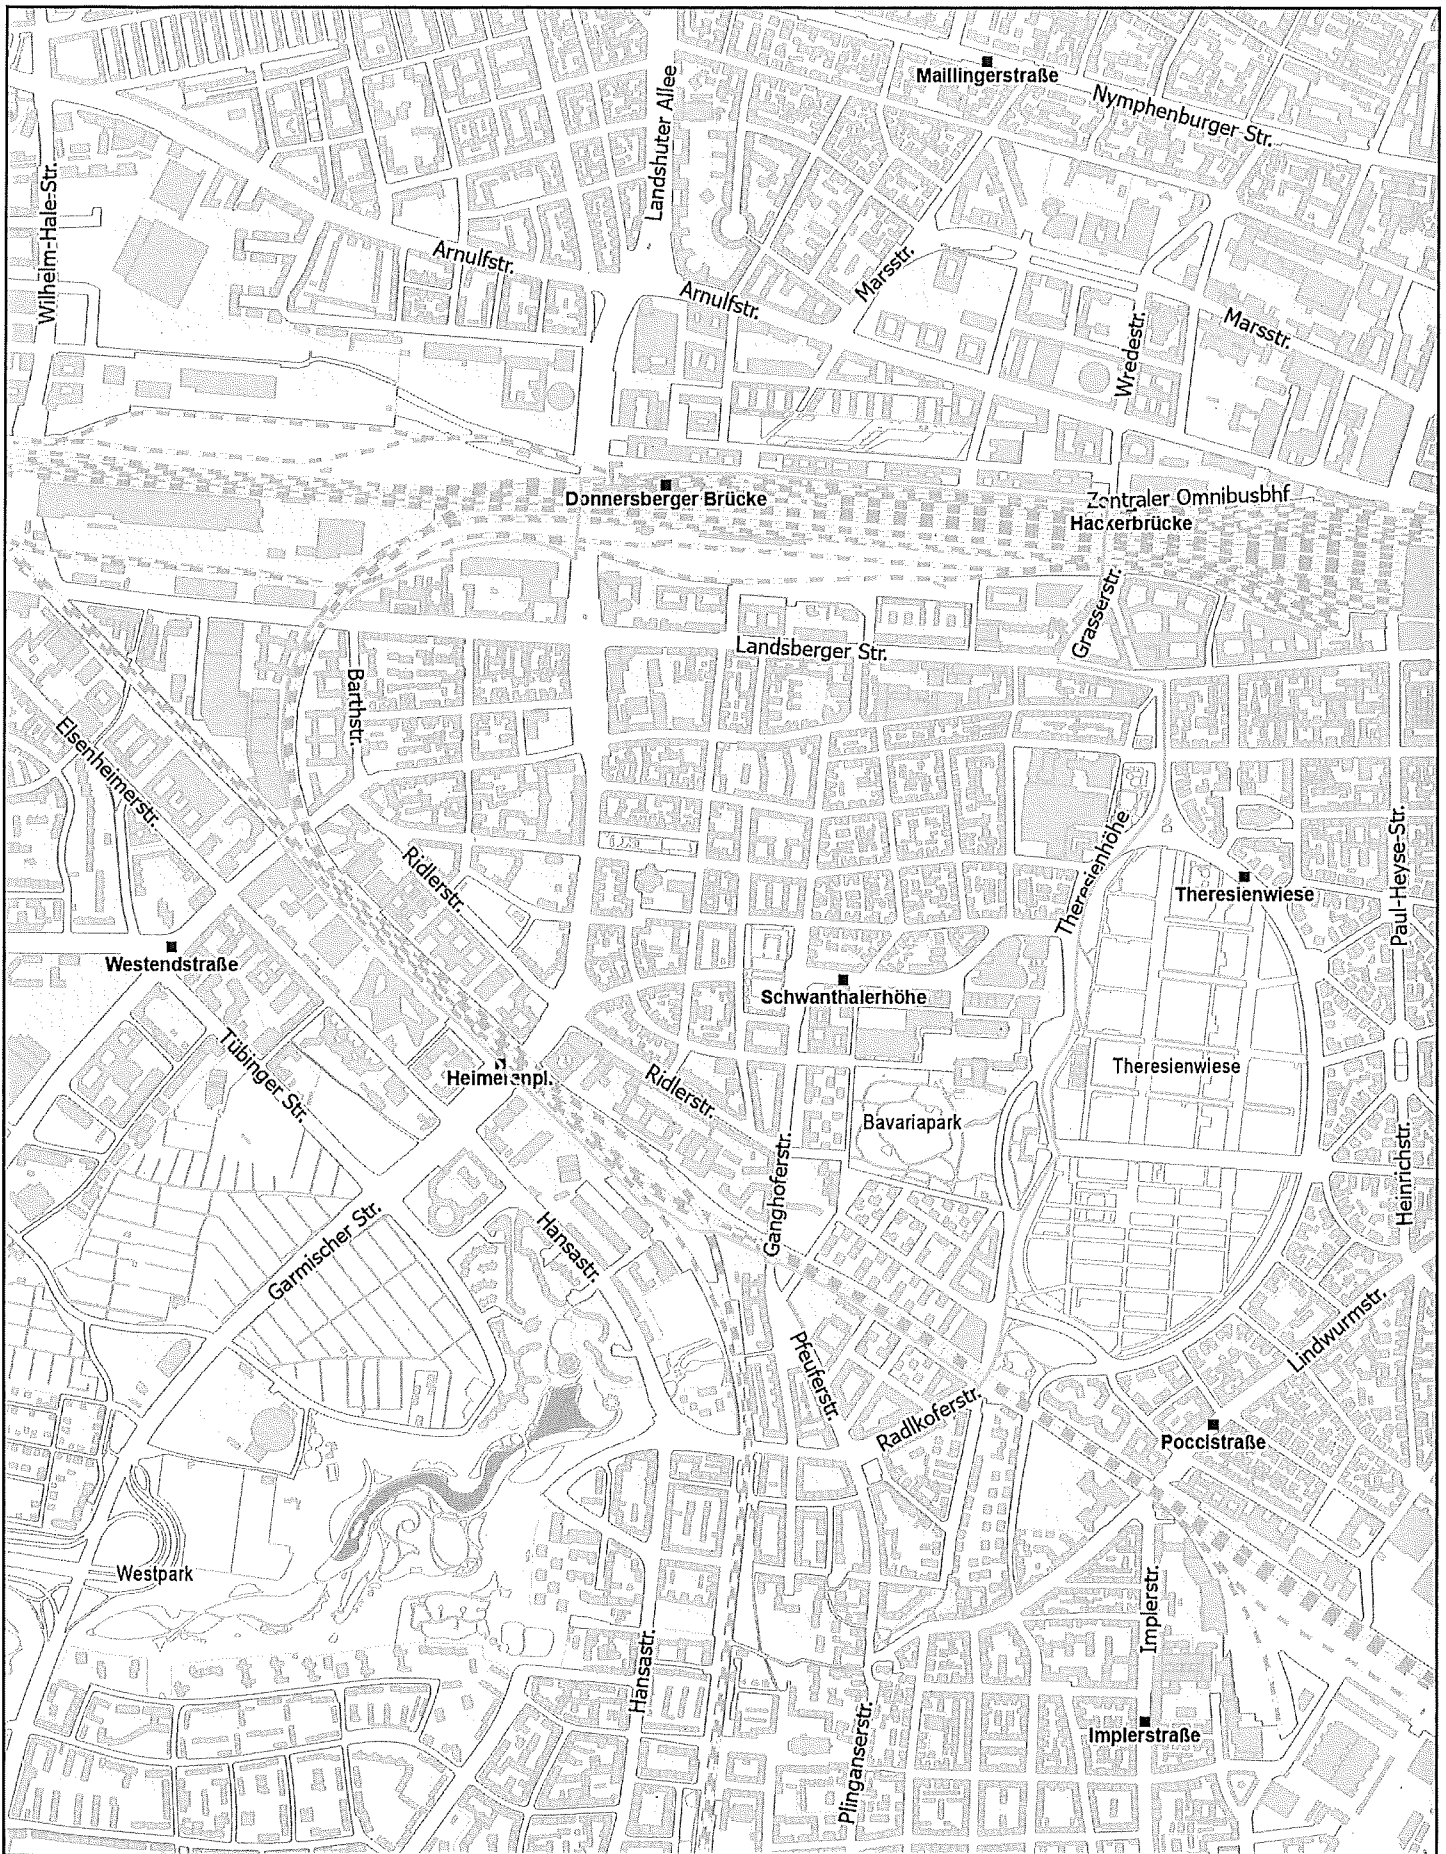 Maillingerstraße
Nymphenburger Str.
Landshuter Allee
Wilhelm-Hale-Str.
Arnulfstr.
Marsstr.
Arnulfstr.
Wredestr.
Marsstr.
Donnersberger Brücke
Zentraler Omnibusbhf
Hackerbrücke
Grasserstr.
Landsberger Str.
Barthstr.
Elsenheimerstr.
Ridlerstr.
Theresienhöhe
Paul-Heyse-Str.
Theresienwiese
Westendstraße
Schwanthalerhöhe
Tübinger Str.
Heimeranpl.
Ridlerstr.
Theresienwiese
Bavariapark
Ganghoferstr.
Heinrichstr.
Garmischer Str.
Hansastr.
Lindwurmstr.
Pfeuferstr.
Radlkoferstr.
Poccistraße
Westpark
Implerstr.
Hansastr.
Plinganserstr.
Implerstraße